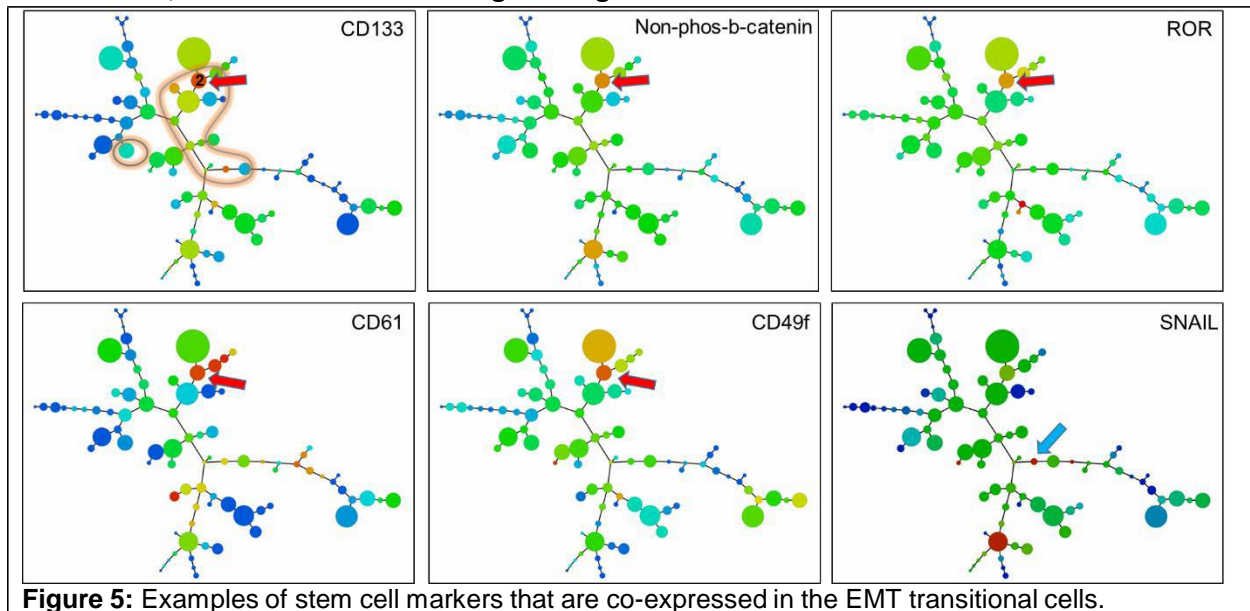 CD133
Non-phos-b-catenin
ROR
2
CD61
CD49f
SNAIL
Figure 5: Examples of stem cell markers that are co-expressed in the EMT transitional cells.